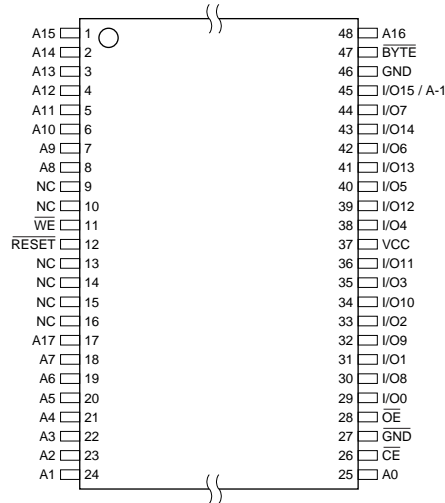 A15 1 48 A16
A14 2 47 BYTE
A13 3 46 GND
A12 4 45 I/O15 / A-1
A11 5 44 I/O7
A10 6 43 I/O14
A9 7 42 I/O6
A8 8 41 I/O13
NC 9 40 I/O5
NC 10 39 I/O12
WE 11 38 I/O4
RESET 12 37 VCC
NC 13 36 I/O11
NC 14 35 I/O3
NC 15 34 I/O10
NC 16 33 I/O2
A17 17 32 I/O9
A7 18 31 I/O1
A6 19 30 I/O8
A5 20 29 I/O0
A4 21 28 OE
A3 22 27 GND
A2 23 26 CE
A1 24 25 A0